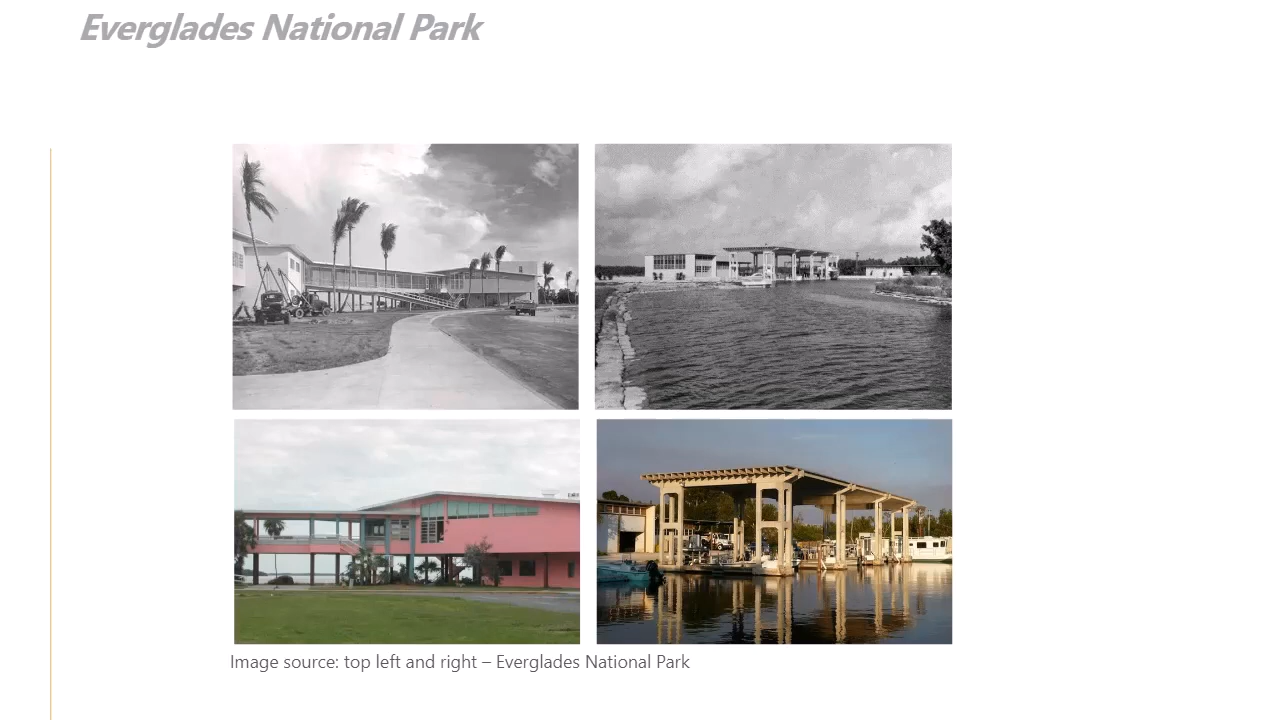 Everglades National Park
Image source: top left and right – Everglades National Park